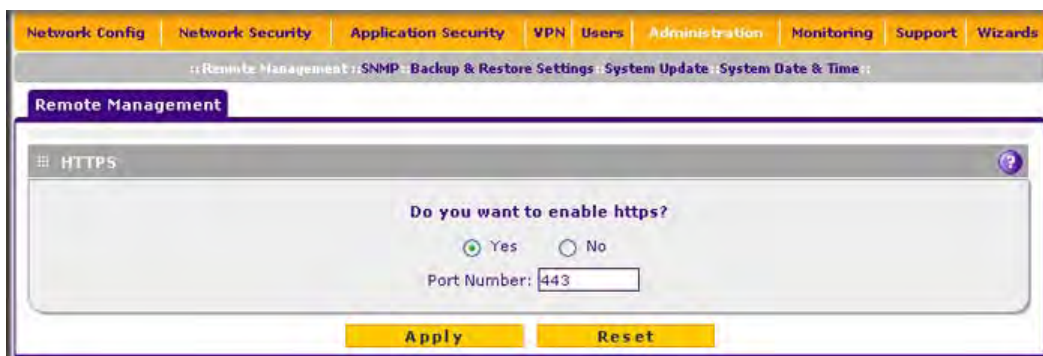 Network Config Network Security Application Security VPN Users Administration Monitoring Support Wizards
:: Remote Management :: SNMP :: Backup & Restore Settings :: System Update :: System Date & Time ::
Remote Management
HTTPS
?
Do you want to enable https?
Yes No
Port Number: 443
Apply Reset